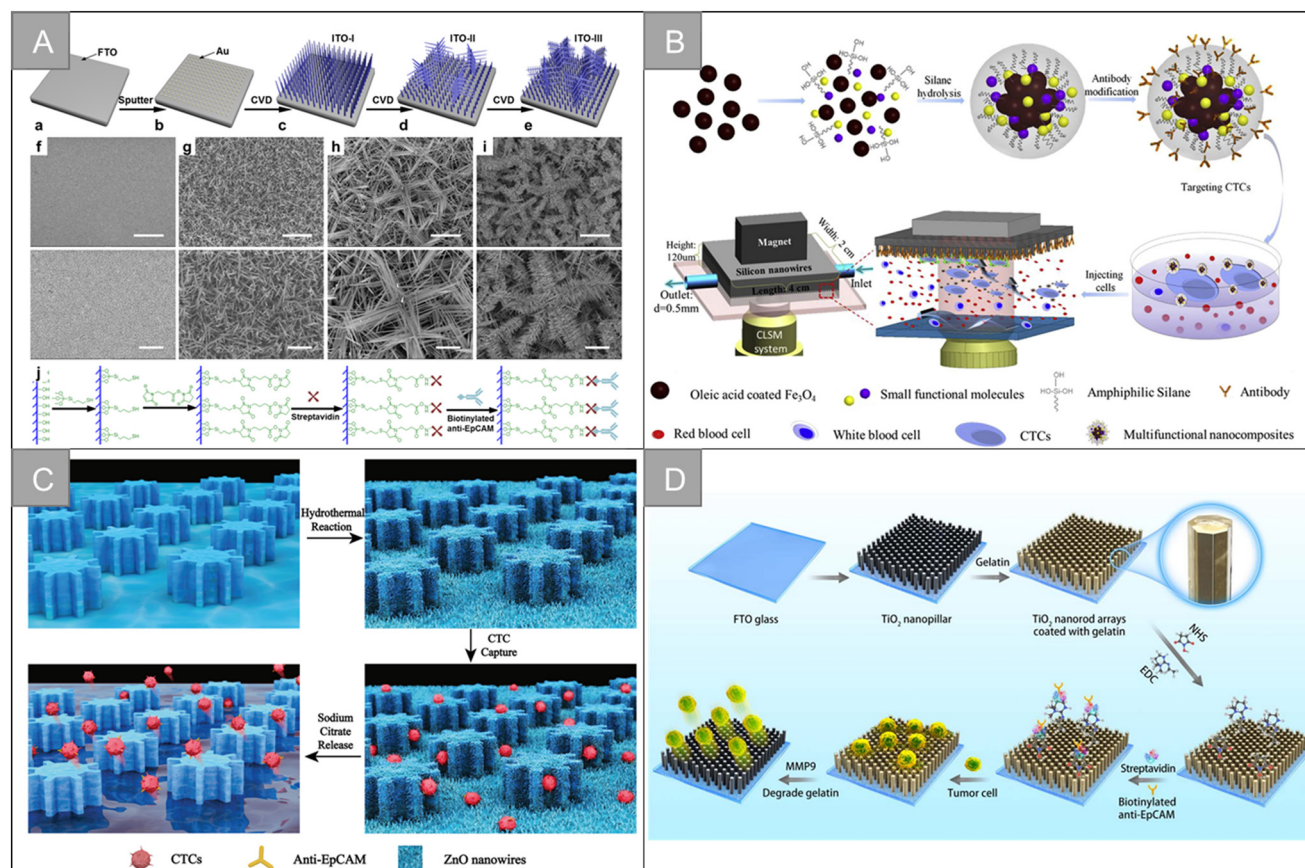 A
FTO
Au
ITO-I
ITO-II
ITO-III
Sputter
CVD
CVD
CVD
a
b
c
d
e
f
g
h
i
j
Streptavidin
Biotinylated
anti-EpCAM
B
Silane
hydrolysis
Antibody
modification
Targeting CTCs
Height:
120um
Magnet
Width: 2 cm
Silicon nanowires
Length: 4 cm
Inlet
Outlet:
d=0.5mm
CLSM
system
Injecting
cells
Oleic acid coated Fe3O4
Small functional molecules
HO-Si-OH
Amphiphilic Silane
Antibody
Red blood cell
White blood cell
CTCs
Multifunctional nanocomposites
C
Hydrothermal
Reaction
CTC
Capture
Sodium
Citrate
Release
CTCs
Anti-EpCAM
ZnO nanowires
D
FTO glass
TiO2 nanopillar
Gelatin
TiO2 nanorod arrays
coated with gelatin
NHS
EDC
Streptavidin
Biotinylated
anti-EpCAM
Tumor cell
MMP9
Degrade gelatin